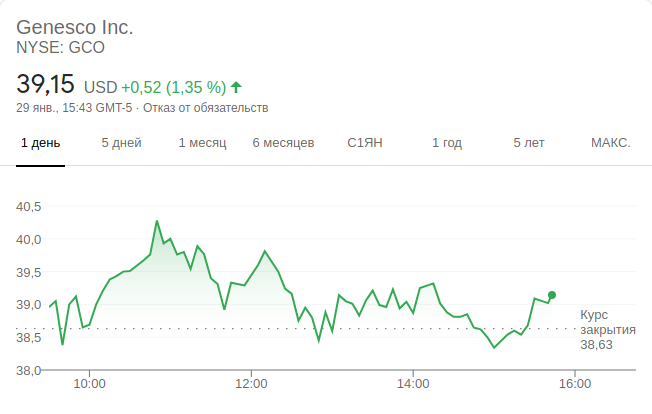 Genesco Inc.
NYSE: GCO
39,15 USD +0,52 (1,35 %)
29 янв., 15:43 GMT-5 · Отказ от обязательств
1 день 5 дней 1 месяц 6 месяцев С1ЯН 1 год 5 лет МАКС.
40,5
40,0
39,5
39,0
38,5
38,0
Курс
закрытия
38,63
10:00 12:00 14:00 16:00